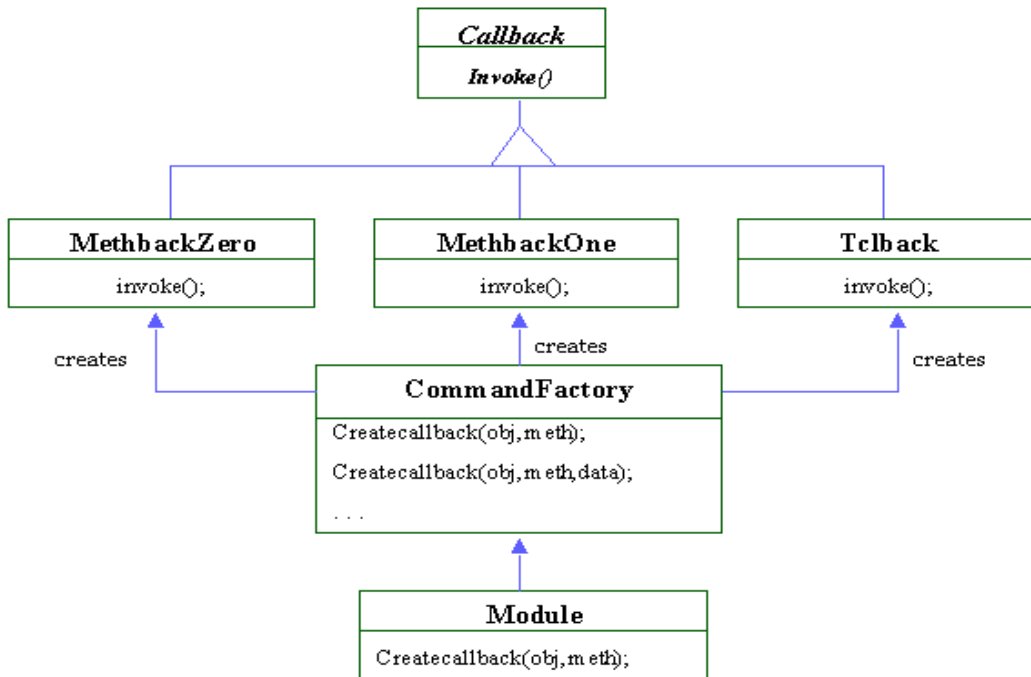 Callback
Invoke()
MethbackZero
invoke();
MethbackOne
invoke();
Tclback
invoke();
creates
creates
creates
CommandFactory
Createcallback(obj,meth);
Createcallback(obj,meth,data);
. . .
Module
Createcallback(obj,meth);